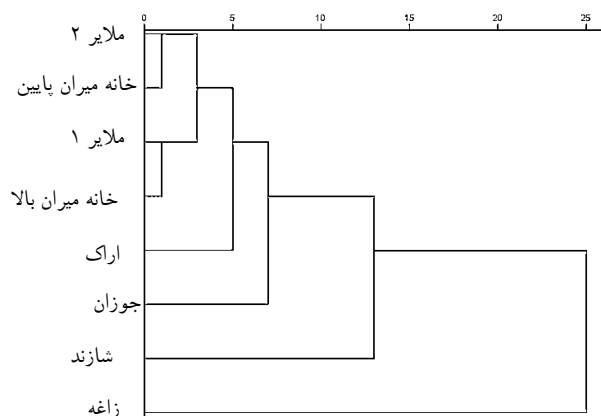 0 5 10 15 20 25
ملایر ۲
خانه میران پایین
ملایر ۱
خانه میران بالا
اراک
جوزان
شازند
زاغه